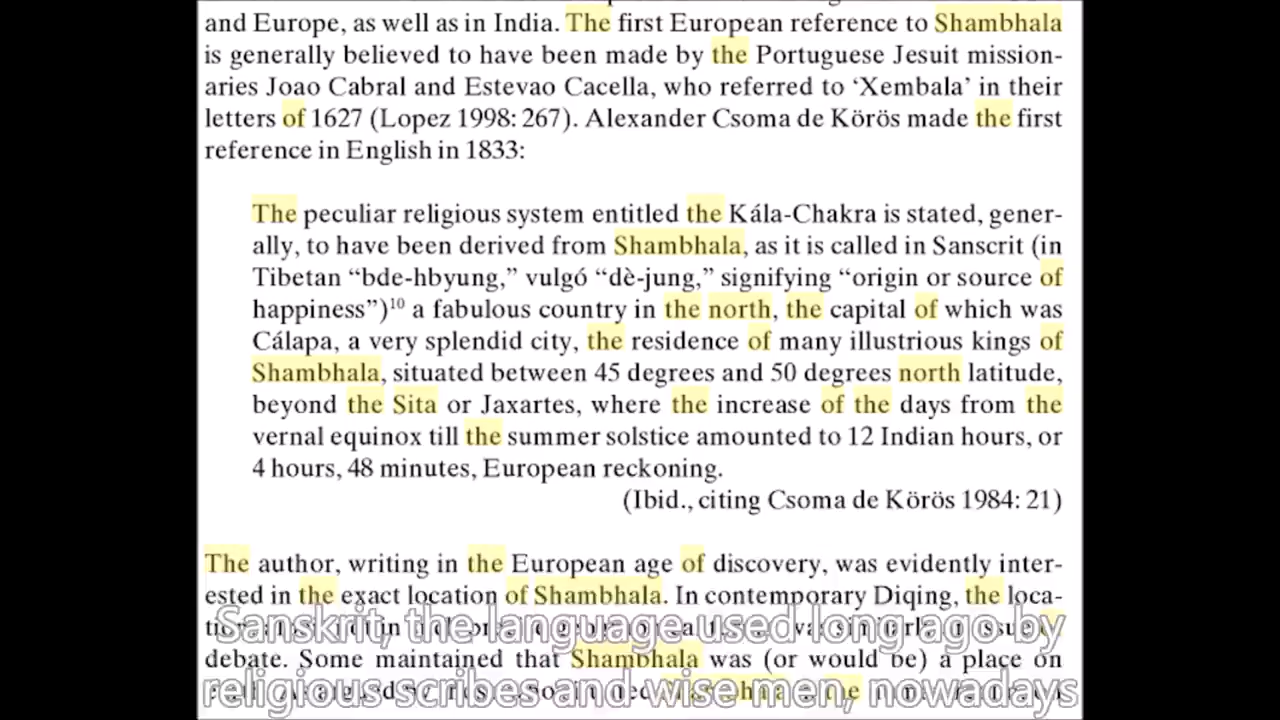 and Europe, as well as in India. The first European reference to Shambhala
is generally believed to have been made by the Portuguese Jesuit mission-
aries Joao Cabral and Estevao Cacella, who referred to ‘Xembala’ in their
letters of 1627 (Lopez 1998: 267). Alexander Csoma de Körös made the first
reference in English in 1833:
The peculiar religious system entitled the Kála-Chakra is stated, gener-
ally, to have been derived from Shambhala, as it is called in Sanscrit (in
Tibetan “bde-hbyung,” vulgó “dè-jung,” signifying “origin or source of
happiness”)10 a fabulous country in the north, the capital of which was
Cálapa, a very splendid city, the residence of many illustrious kings of
Shambhala, situated between 45 degrees and 50 degrees north latitude,
beyond the Sita or Jaxartes, where the increase of the days from the
vernal equinox till the summer solstice amounted to 12 Indian hours, or
4 hours, 48 minutes, European reckoning.
(Ibid., citing Csoma de Körös 1984: 21)
The author, writing in the European age of discovery, was evidently inter-
ested in the exact location of Shambhala. In contemporary Diqing, the loca-
Sanskrit, the language used long ago by
debate. Some maintained that Shambhala was (or would be) a place on
religious scribes and wise men, nowadays